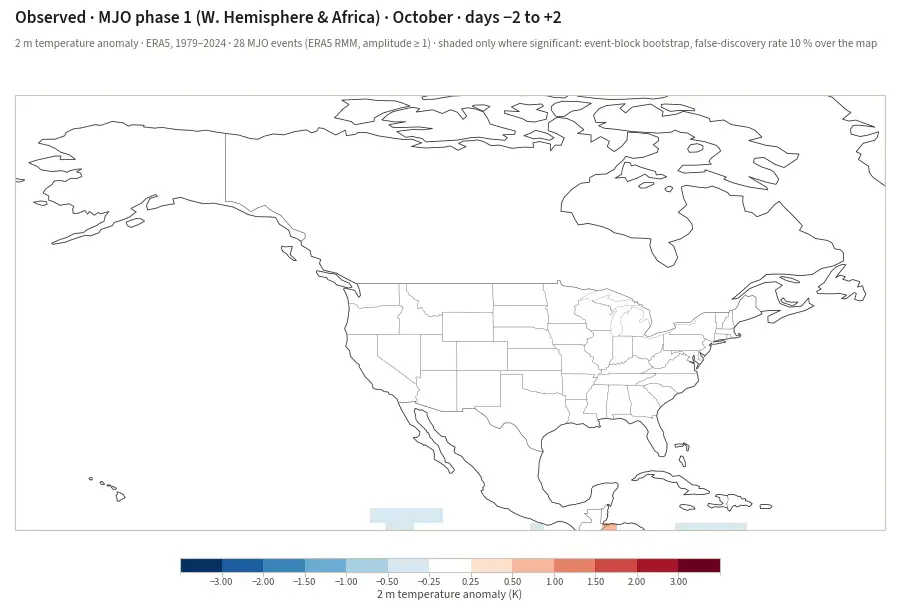 Observed · MJO phase 1 (W. Hemisphere & Africa) · October · days −2 to +2
2 m temperature anomaly · ERA5, 1979–2024 · 28 MJO events (ERA5 RMM, amplitude ≥ 1) · shaded only where significant: event-block bootstrap, false-discovery rate 10 % over the map
−3.00 −2.00 −1.50 −1.00 −0.50 −0.25 0.25 0.50 1.00 1.50 2.00 3.00
2 m temperature anomaly (K)